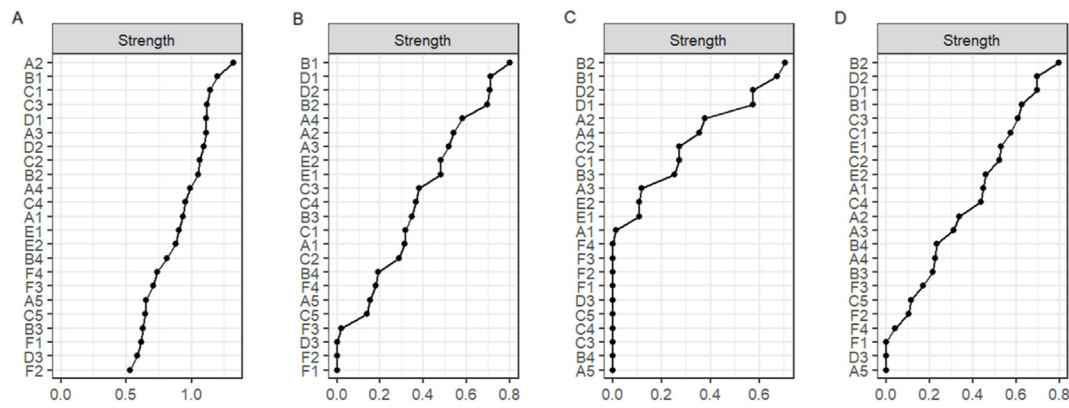 A
Strength
A2
B1
C1
C3
D1
A3
D2
C2
B2
A4
C4
A1
E1
E2
B4
F4
F3
A5
C5
B3
F1
D3
F2
0.0 0.5 1.0
B
Strength
B1
D1
D2
B2
A4
A2
A3
E2
E1
C3
C4
B3
C1
A1
C2
B4
F4
A5
C5
F3
D3
F2
F1
0.0 0.2 0.4 0.6 0.8
C
Strength
B2
B1
D2
D1
A2
A4
C2
C1
B3
A3
E2
E1
A1
F4
F3
F2
F1
D3
C5
C4
C3
B4
A5
0.0 0.2 0.4 0.6
D
Strength
B2
D2
D1
B1
C3
C1
E1
C2
E2
A1
C4
A2
A3
B4
A4
B3
F3
C5
F2
F4
F1
D3
A5
0.0 0.2 0.4 0.6 0.8